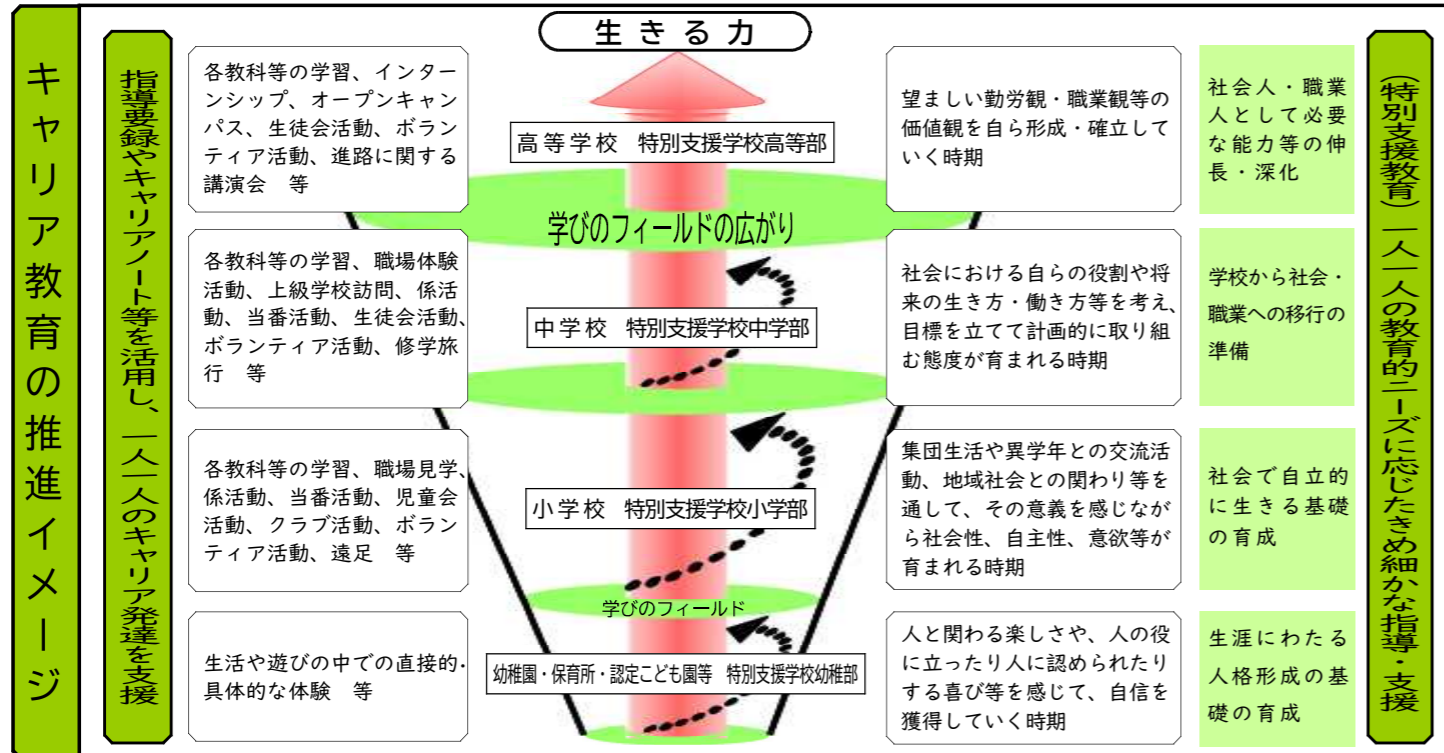 キャリア教育の推進イメージ
指導要録やキャリアノート等を活用し、一人一人のキャリア発達を支援
生きる力
各教科等の学習、インター
ンシップ、オープンキャン
パス、生徒会活動、ボラン
ティア活動、進路に関する
講演会　等
高等学校　特別支援学校高等部
望ましい勤労観・職業観等の
価値観を自ら形成・確立して
いく時期
社会人・職業
人として必要
な能力等の伸
長・深化
学びのフィールドの広がり
各教科等の学習、職場体験
活動、上級学校訪問、係活
動、当番活動、生徒会活動、
ボランティア活動、修学旅
行　等
中学校　特別支援学校中学部
社会における自らの役割や将
来の生き方・働き方等を考え、
目標を立てて計画的に取り組
む態度が育まれる時期
学校から社会・
職業への移行の
準備
各教科等の学習、職場見学、
係活動、当番活動、児童会
活動、クラブ活動、ボラン
ティア活動、遠足　等
小学校　特別支援学校小学部
集団生活や異学年との交流活
動、地域社会との関わり等を
通して、その意義を感じなが
ら社会性、自主性、意欲等が
育まれる時期
社会で自立的
に生きる基礎
の育成
学びのフィールド
生活や遊びの中での直接的・
具体的な体験　等
幼稚園・保育所・認定こども園等　特別支援学校幼稚部
人と関わる楽しさや、人の役
に立ったり人に認められたり
する喜び等を感じて、自信を
獲得していく時期
生涯にわたる
人格形成の基
礎の育成
（特別支援教育）一人一人の教育的ニーズに応じたきめ細かな指導・支援